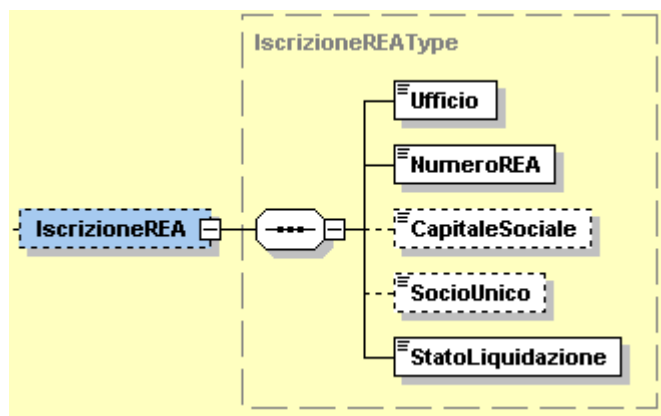 IscrizioneREAType
Ufficio
NumeroREA
IscrizioneREA
CapitaleSociale
SocioUnico
StatoLiquidazione